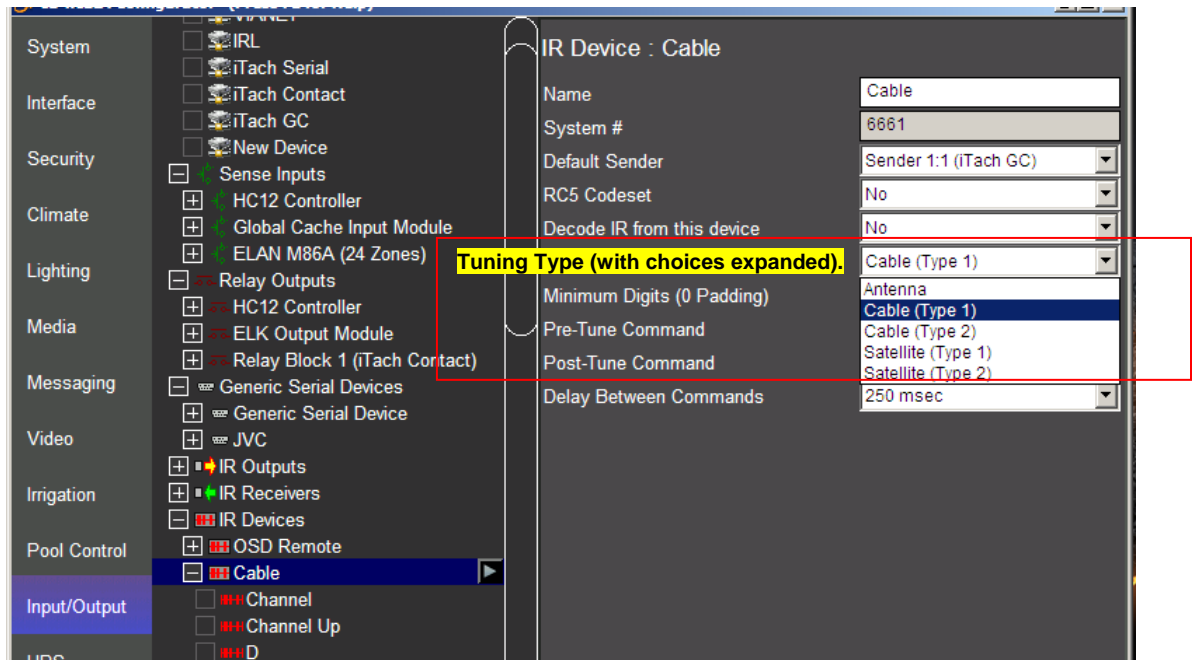 System
Interface
Security
Climate
Lighting
Media
Messaging
Video
Irrigation
Pool Control
Input/Output
IRL
iTach Serial
iTach Contact
iTach GC
New Device
Sense Inputs
HC12 Controller
Global Cache Input Module
ELAN M86A (24 Zones)
Relay Outputs
HC12 Controller
ELK Output Module
Relay Block 1 (iTach Contact)
Generic Serial Devices
Generic Serial Device
JVC
IR Outputs
IR Receivers
IR Devices
OSD Remote
Cable
Channel
Channel Up
D
IR Device : Cable
Name Cable
System # 6661
Default Sender Sender 1:1 (iTach GC)
RC5 Codeset No
Decode IR from this device No
Tuning Type (with choices expanded). Cable (Type 1)
Antenna
Cable (Type 1)
Cable (Type 2)
Satellite (Type 1)
Satellite (Type 2)
Minimum Digits (0 Padding)
Pre-Tune Command
Post-Tune Command
Delay Between Commands 250 msec